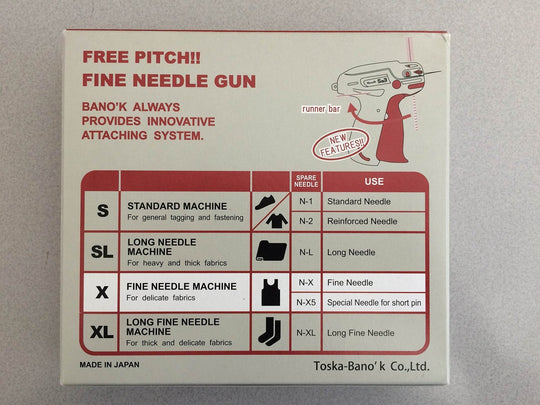 FREE PITCH!!
FINE NEEDLE GUN
BANO'K ALWAYS
PROVIDES INNOVATIVE
ATTACHING SYSTEM.
runner bar
NEW
FEATURES!!
SPARE
NEEDLE
USE
S
STANDARD MACHINE
For general tagging and fastening
N-1
Standard Needle
N-2
Reinforced Needle
SL
LONG NEEDLE
MACHINE
For heavy and thick fabrics
N-L
Long Needle
X
FINE NEEDLE MACHINE
For delicate fabrics
N-X
Fine Needle
N-X5
Special Needle for short pin
XL
LONG FINE NEEDLE
MACHINE
For thick and delicate fabrics
N-XL
Long Fine Needle
MADE IN JAPAN
Toska-Bano'k Co.,Ltd.